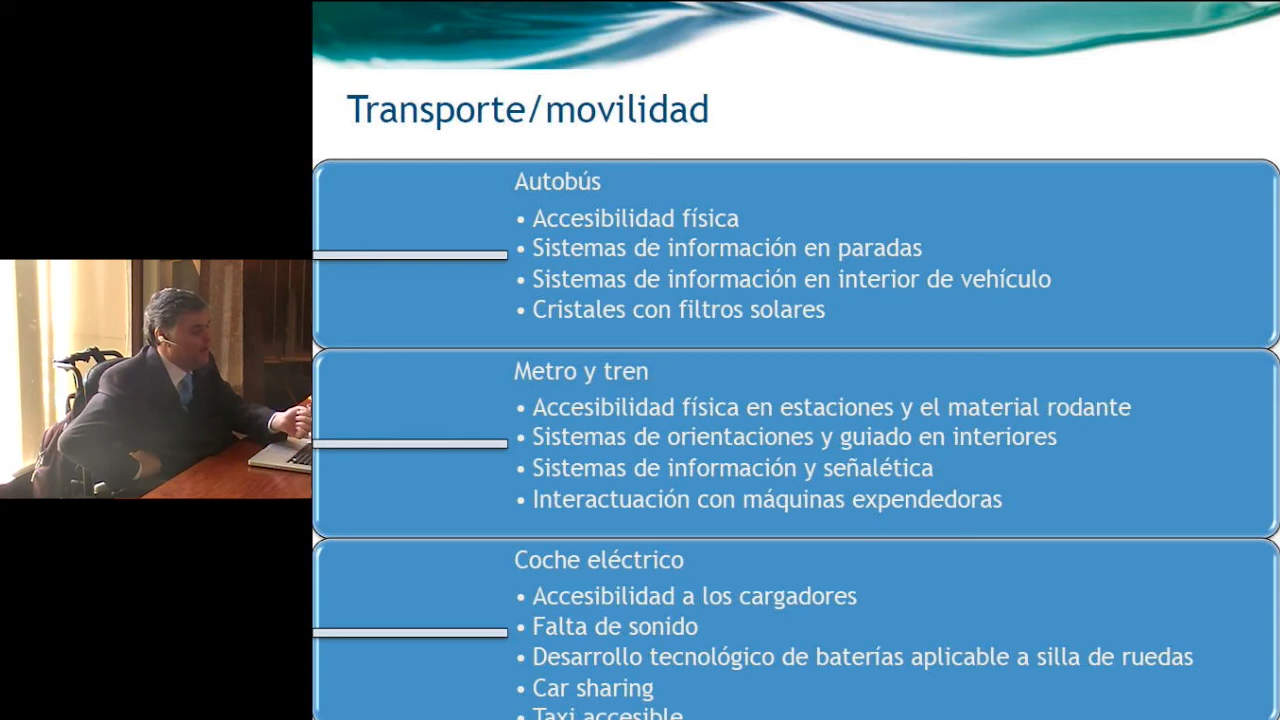 Transporte/movilidad
Autobús
• Accesibilidad física
• Sistemas de información en paradas
• Sistemas de información en interior de vehículo
• Cristales con filtros solares
Metro y tren
• Accesibilidad física en estaciones y el material rodante
• Sistemas de orientaciones y guiado en interiores
• Sistemas de información y señalética
• Interactuación con máquinas expendedoras
Coche eléctrico
• Accesibilidad a los cargadores
• Falta de sonido
• Desarrollo tecnológico de baterías aplicable a silla de ruedas
• Car sharing
• Taxi accesible